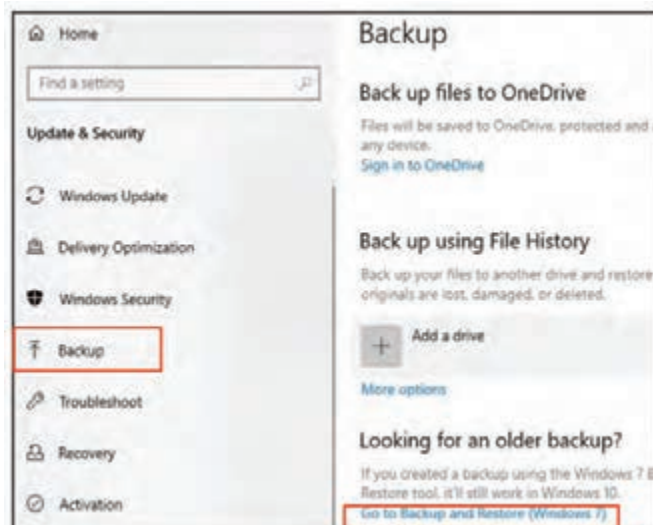 Home
Find a setting
Update & Security
Windows Update
Delivery Optimization
Windows Security
Backup
Troubleshoot
Recovery
Activation
Backup
Back up files to OneDrive
Files will be saved to OneDrive, protected and
any device.
Sign in to OneDrive
Back up using File History
Back up your files to another drive and restore
originals are lost, damaged, or deleted.
Add a drive
More options
Looking for an older backup?
If you created a backup using the Windows 7 B
Restore tool, it'll still work in Windows 10.
Go to Backup and Restore (Windows 7)